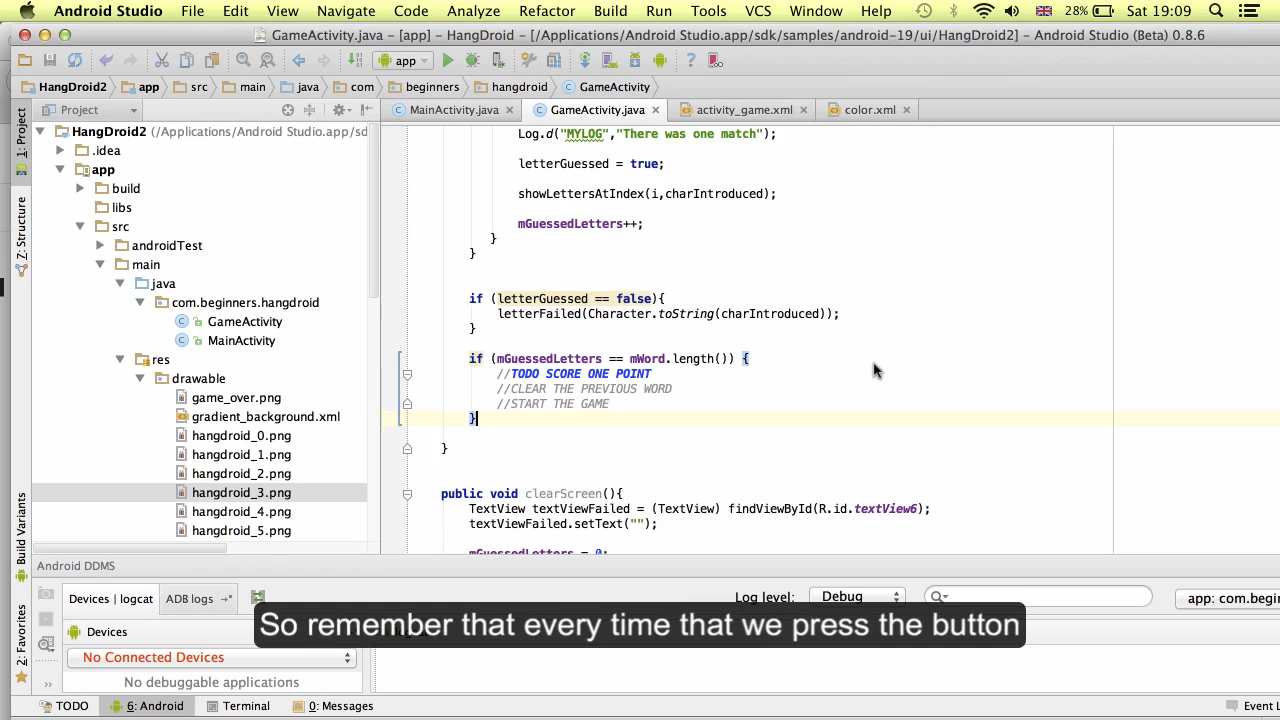 Android Studio File Edit View Navigate Code Analyze Refactor Build Run Tools VCS Window Help 28% Sat 19:09
GameActivity.java - [app] - HangDroid - [/Applications/Android Studio.app/sdk/samples/android-19/ui/HangDroid2] - Android Studio (Beta) 0.8.6
app
HangDroid2 app src main java com beginners hangdroid GameActivity
Project
MainActivity.java GameActivity.java activity_game.xml color.xml
1: Project
Z: Structure
Build Variants
2: Favorites
HangDroid2 (/Applications/Android Studio.app/sd
.idea
app
build
libs
src
androidTest
main
java
com.beginners.hangdroid
GameActivity
MainActivity
res
drawable
game_over.png
gradient_background.xml
hangdroid_0.png
hangdroid_1.png
hangdroid_2.png
hangdroid_3.png
hangdroid_4.png
hangdroid_5.png
Log.d("MYLOG","There was one match");
letterGuessed = true;
showLettersAtIndex(i,charIntroduced);
mGuessedLetters++;
}
}
if (letterGuessed == false){
letterFailed(Character.toString(charIntroduced));
}
if (mGuessedLetters == mWord.length()) {
//TODO SCORE ONE POINT
//CLEAR THE PREVIOUS WORD
//START THE GAME
}
}
public void clearScreen(){
TextView textViewFailed = (TextView) findViewById(R.id.textView6);
textViewFailed.setText("");
mGuessedLetters = 0;
Android DDMS
Devices | logcat ADB logs Log level: Debug app: com.begin
Devices
No Connected Devices
No debuggable applications
So remember that every time that we press the button
TODO 6: Android Terminal 0: Messages Event L